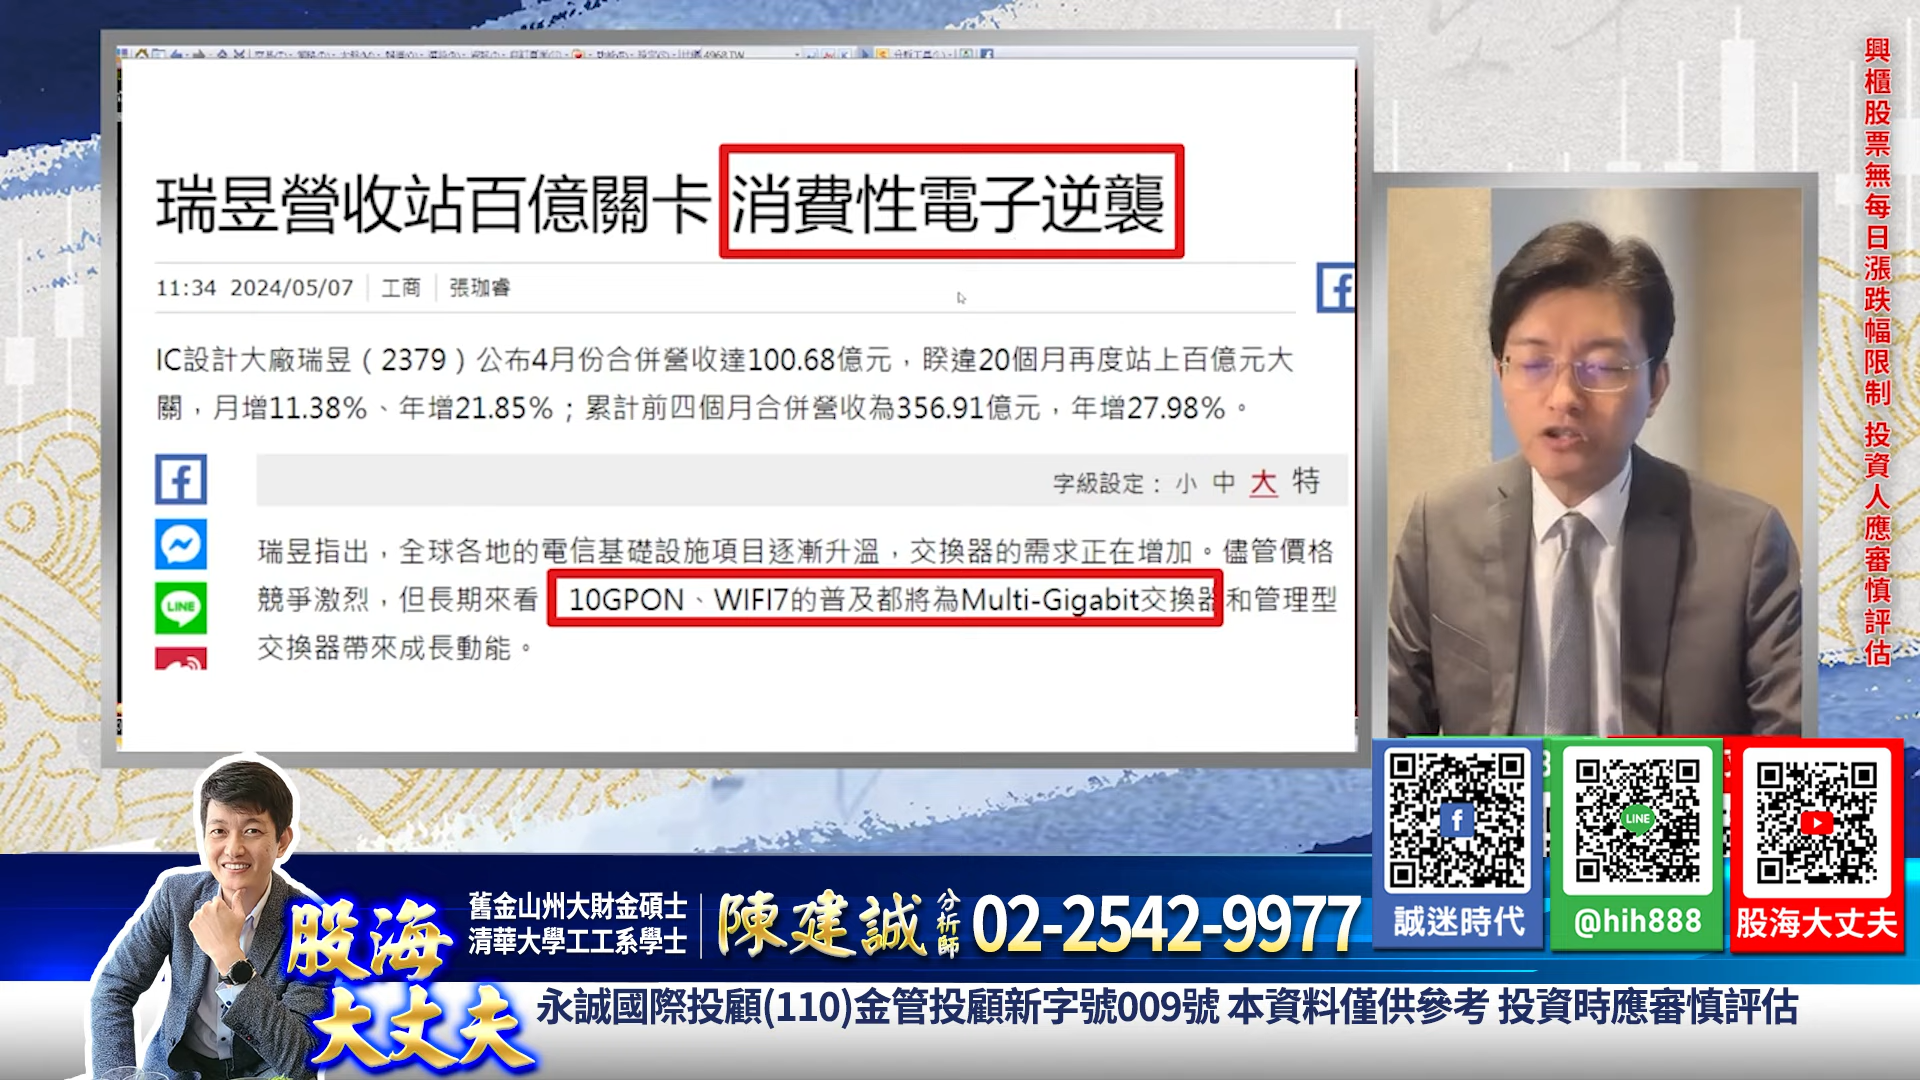 瑞昱營收站百億關卡 消費性電子逆襲
11:34 2024/05/07 工商 張珈睿
IC設計大廠瑞昱（2379）公布4月份合併營收達100.68億元，睽違20個月再度站上百億元大
關，月增11.38%、年增21.85%；累計前四個月合併營收為356.91億元，年增27.98%。
字級設定： 小 中 大 特
瑞昱指出，全球各地的電信基礎設施項目逐漸升溫，交換器的需求正在增加。儘管價格
競爭激烈，但長期來看 10GPON、WIFI7的普及都將為Multi-Gigabit交換器和管理型
交換器帶來成長動能。
LINE
興櫃股票無每日漲跌幅限制 投資人應審慎評估
股海
大丈夫
舊金山州大財金碩士
清華大學工工系學士
陳建誠
分析師
02-2542-9977
LINE
誠迷時代
@hih888
股海大丈夫
永誠國際投顧(110)金管投顧新字號009號 本資料僅供參考 投資時應審慎評估